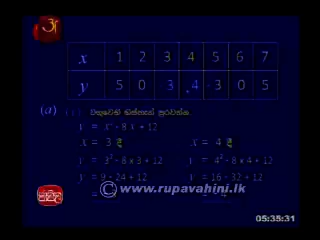 x 1 2 3 4 5 6 7
y 5 0 3 4 3 0 5
(a) (i) වගුවෙහි හිස්තැන් පුරවන්න
y = x² - 8x + 12
x = 3 දී x = 4 දී
y = 3² - 8 x 3 + 12 y = 4² - 8 x 4 + 12
y = 9 - 24 + 12 y = 16 - 32 + 12
© www.rupavahini.lk
05:35:31